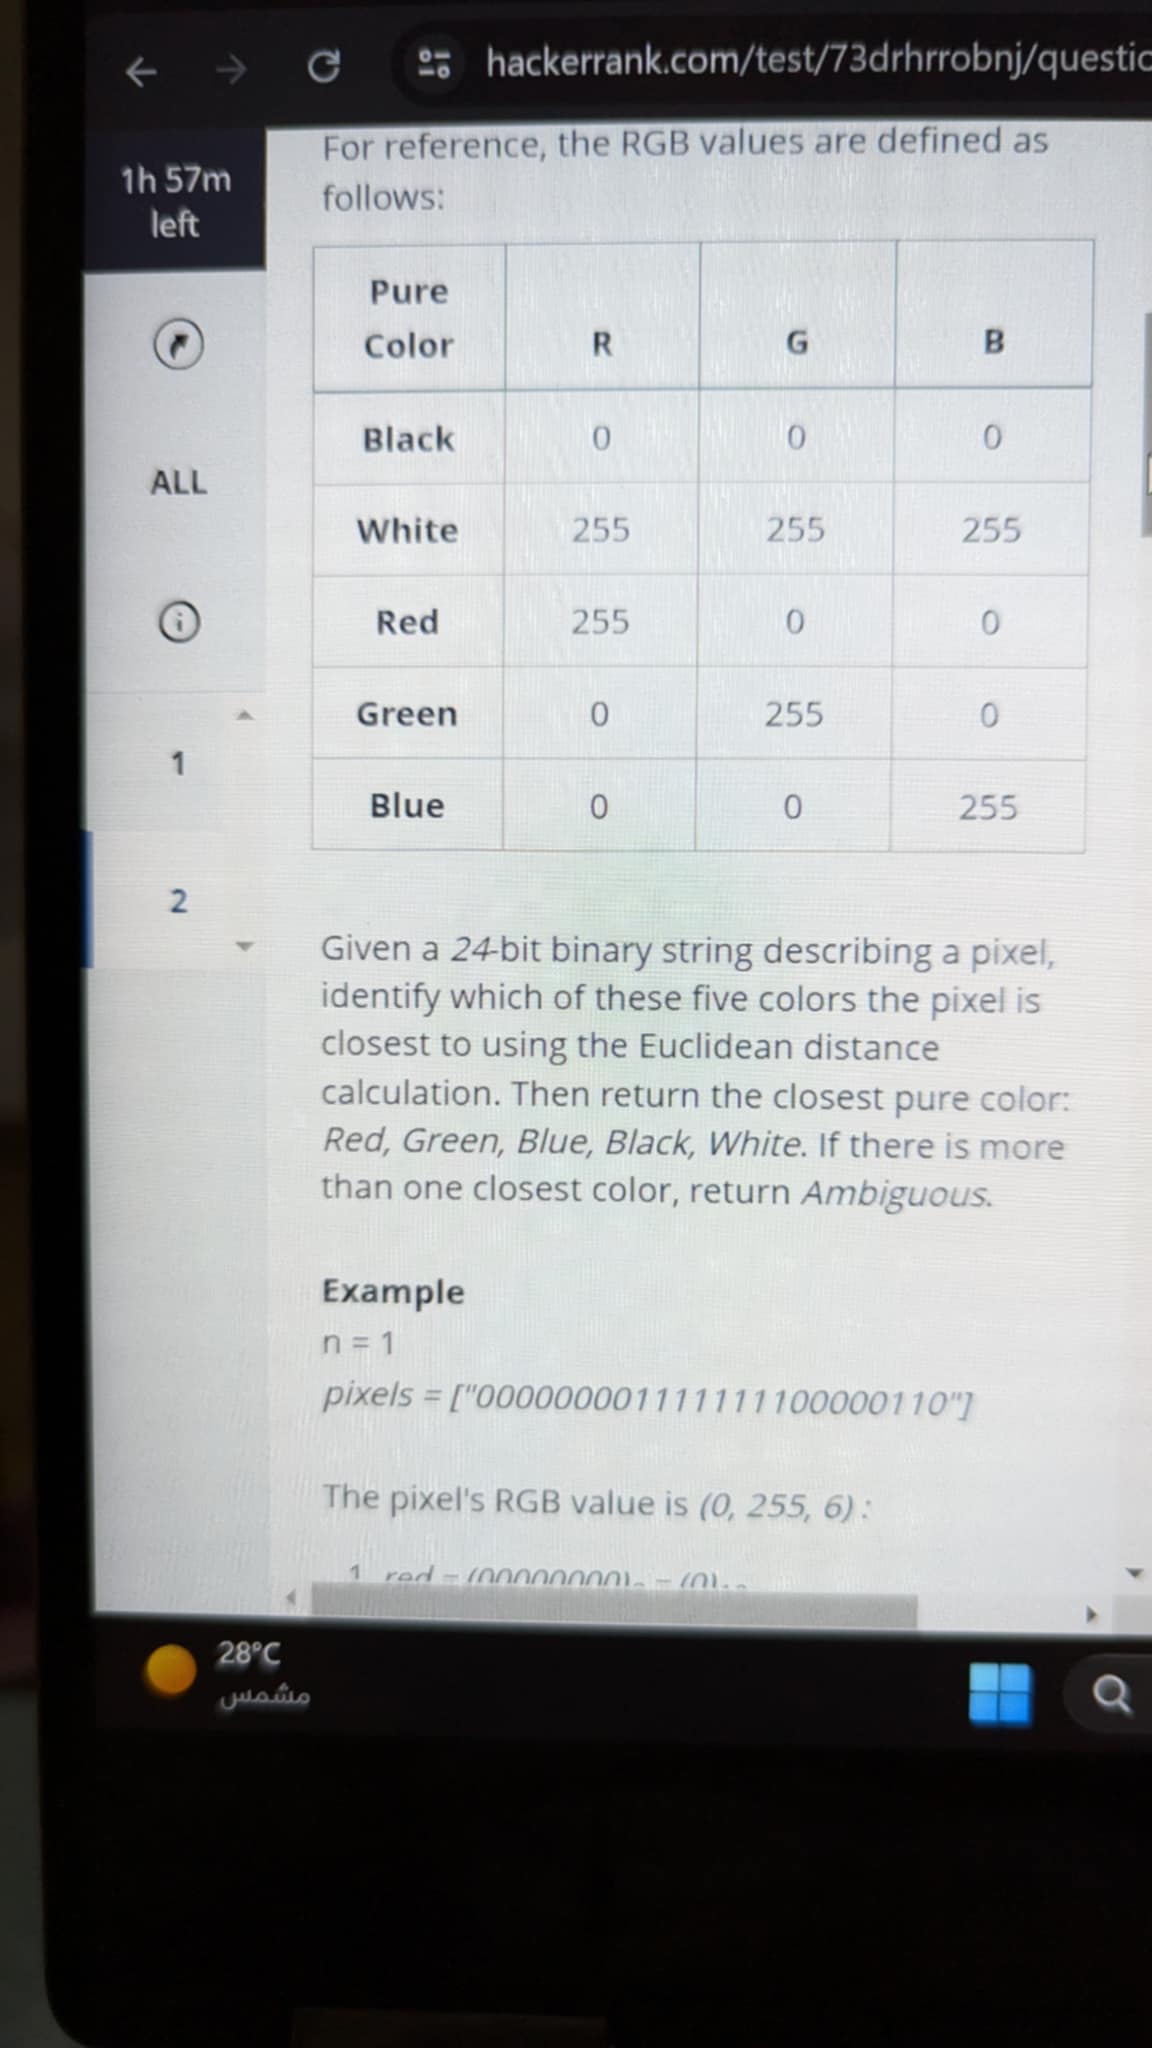 hackerrank.com/test/73drhrrobnj/questio
1h 57m
left
ALL
1
2
For reference, the RGB values are defined as
follows:
Pure
Color R G B
Black 0 0 0
White 255 255 255
Red 255 0 0
Green 0 255 0
Blue 0 0 255
Given a 24-bit binary string describing a pixel,
identify which of these five colors the pixel is
closest to using the Euclidean distance
calculation. Then return the closest pure color:
Red, Green, Blue, Black, White. If there is more
than one closest color, return Ambiguous.
Example
n = 1
pixels = ["000000001111111100000110"]
The pixel's RGB value is (0, 255, 6) :
1 red = (00000000)
28°C
مشمس